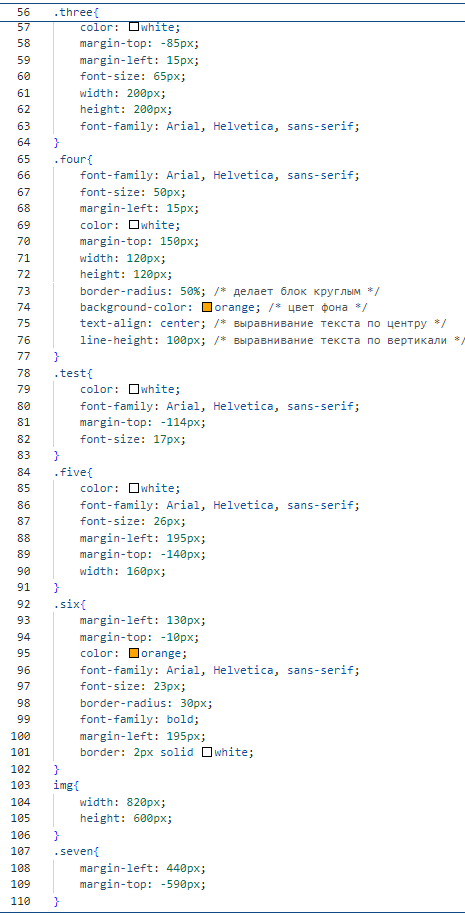 56 .three{
57 color: white;
58 margin-top: -85px;
59 margin-left: 15px;
60 font-size: 65px;
61 width: 200px;
62 height: 200px;
63 font-family: Arial, Helvetica, sans-serif;
64 }
65 .four{
66 font-family: Arial, Helvetica, sans-serif;
67 font-size: 50px;
68 margin-left: 15px;
69 color: white;
70 margin-top: 150px;
71 width: 120px;
72 height: 120px;
73 border-radius: 50%; /* делает блок круглым */
74 background-color: orange; /* цвет фона */
75 text-align: center; /* выравнивание текста по центру */
76 line-height: 100px; /* выравнивание текста по вертикали */
77 }
78 .test{
79 color: white;
80 font-family: Arial, Helvetica, sans-serif;
81 margin-top: -114px;
82 font-size: 17px;
83 }
84 .five{
85 color: white;
86 font-family: Arial, Helvetica, sans-serif;
87 font-size: 26px;
88 margin-left: 195px;
89 margin-top: -140px;
90 width: 160px;
91 }
92 .six{
93 margin-left: 130px;
94 margin-top: -10px;
95 color: orange;
96 font-family: Arial, Helvetica, sans-serif;
97 font-size: 23px;
98 border-radius: 30px;
99 font-family: bold;
100 margin-left: 195px;
101 border: 2px solid white;
102 }
103 img{
104 width: 820px;
105 height: 600px;
106 }
107 .seven{
108 margin-left: 440px;
109 margin-top: -590px;
110 }